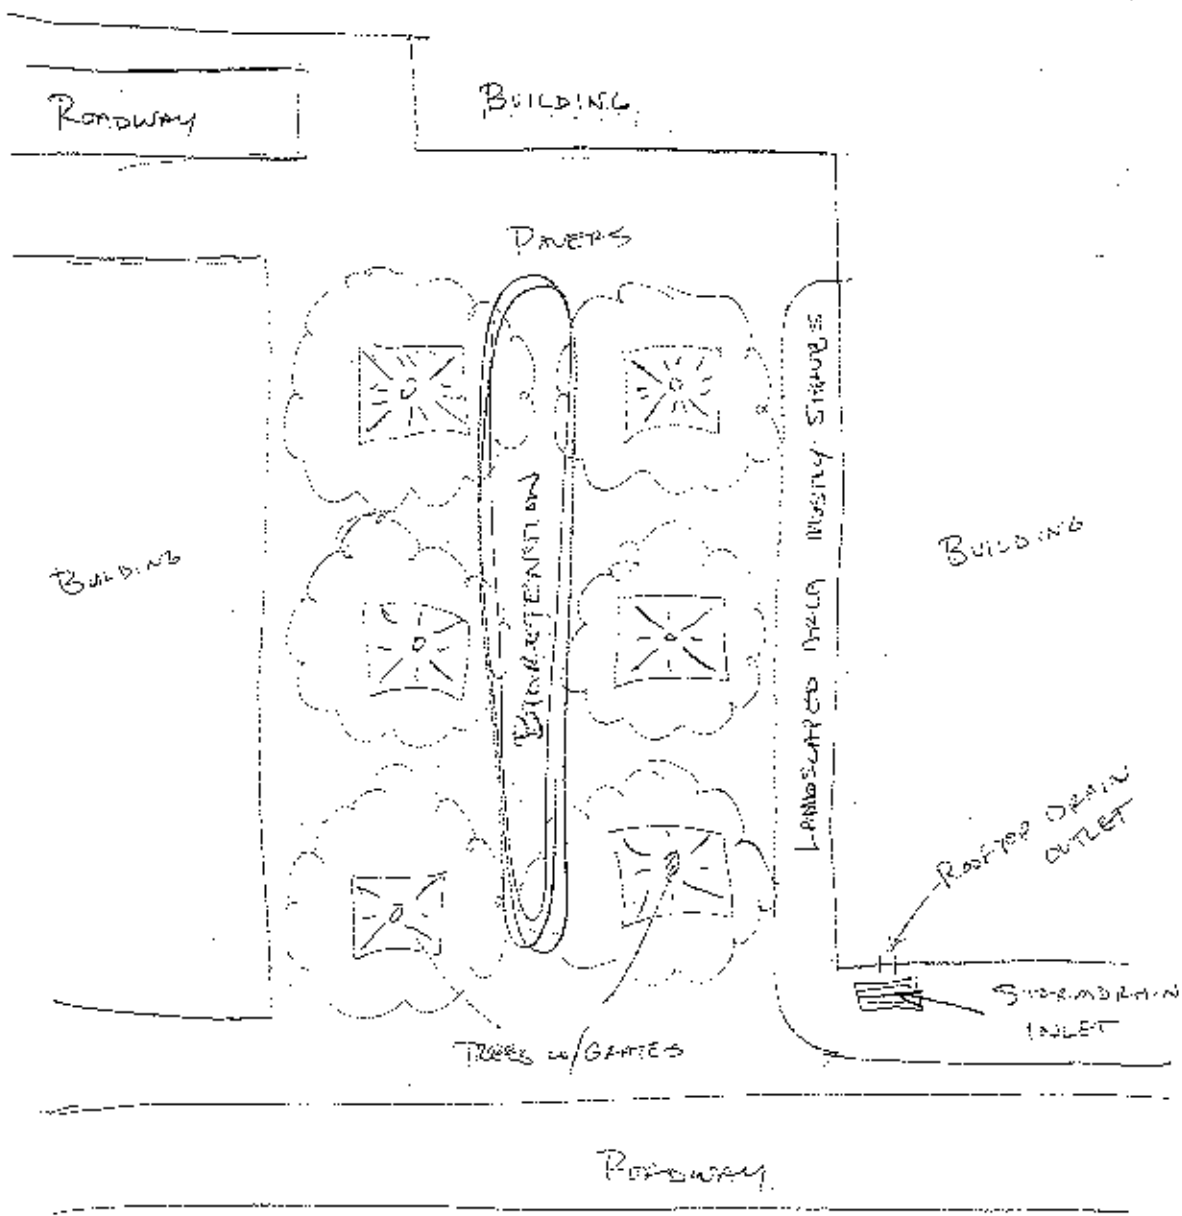 BUILDING
ROADWAY
PAVERS
LANDSCAPED AREA MOSTLY SHRUBS
BIORETENTION
BUILDING
BUILDING
ROOFTOP DRAIN
OUTLET
STORMDRAIN
INLET
TREES W/GRATES
ROADWAY